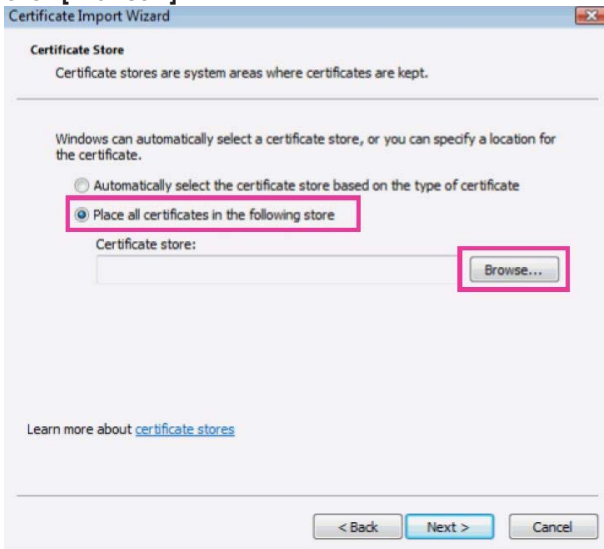 Certificate Import Wizard
Certificate Store
Certificate stores are system areas where certificates are kept.
Windows can automatically select a certificate store, or you can specify a location for
the certificate.
Automatically select the certificate store based on the type of certificate
Place all certificates in the following store
Certificate store:
Browse...
Learn more about certificate stores
< Back
Next >
Cancel